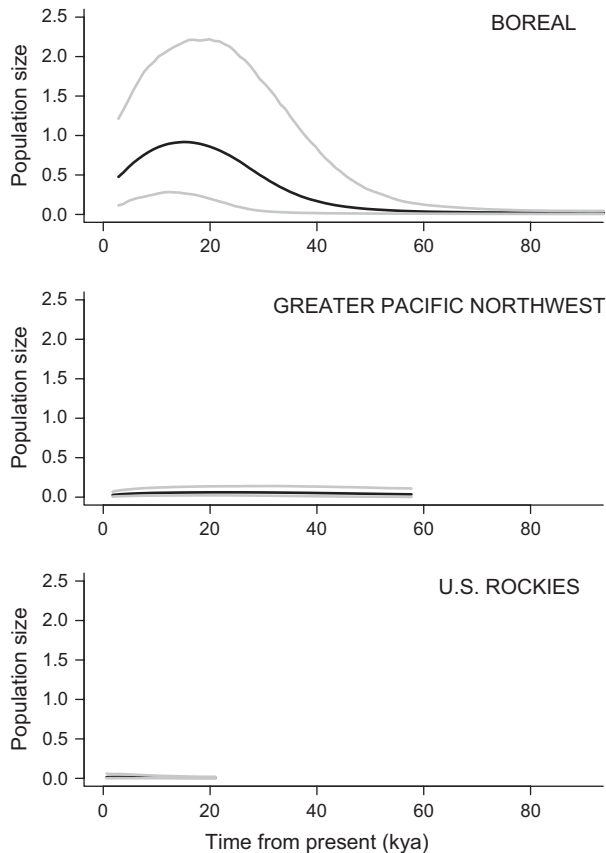 BOREAL
Population size
2.5
2.0
1.5
1.0
0.5
0.0
0 20 40 60 80
GREATER PACIFIC NORTHWEST
Population size
2.5
2.0
1.5
1.0
0.5
0.0
0 20 40 60 80
U.S. ROCKIES
Population size
2.5
2.0
1.5
1.0
0.5
0.0
0 20 40 60 80
Time from present (kya)